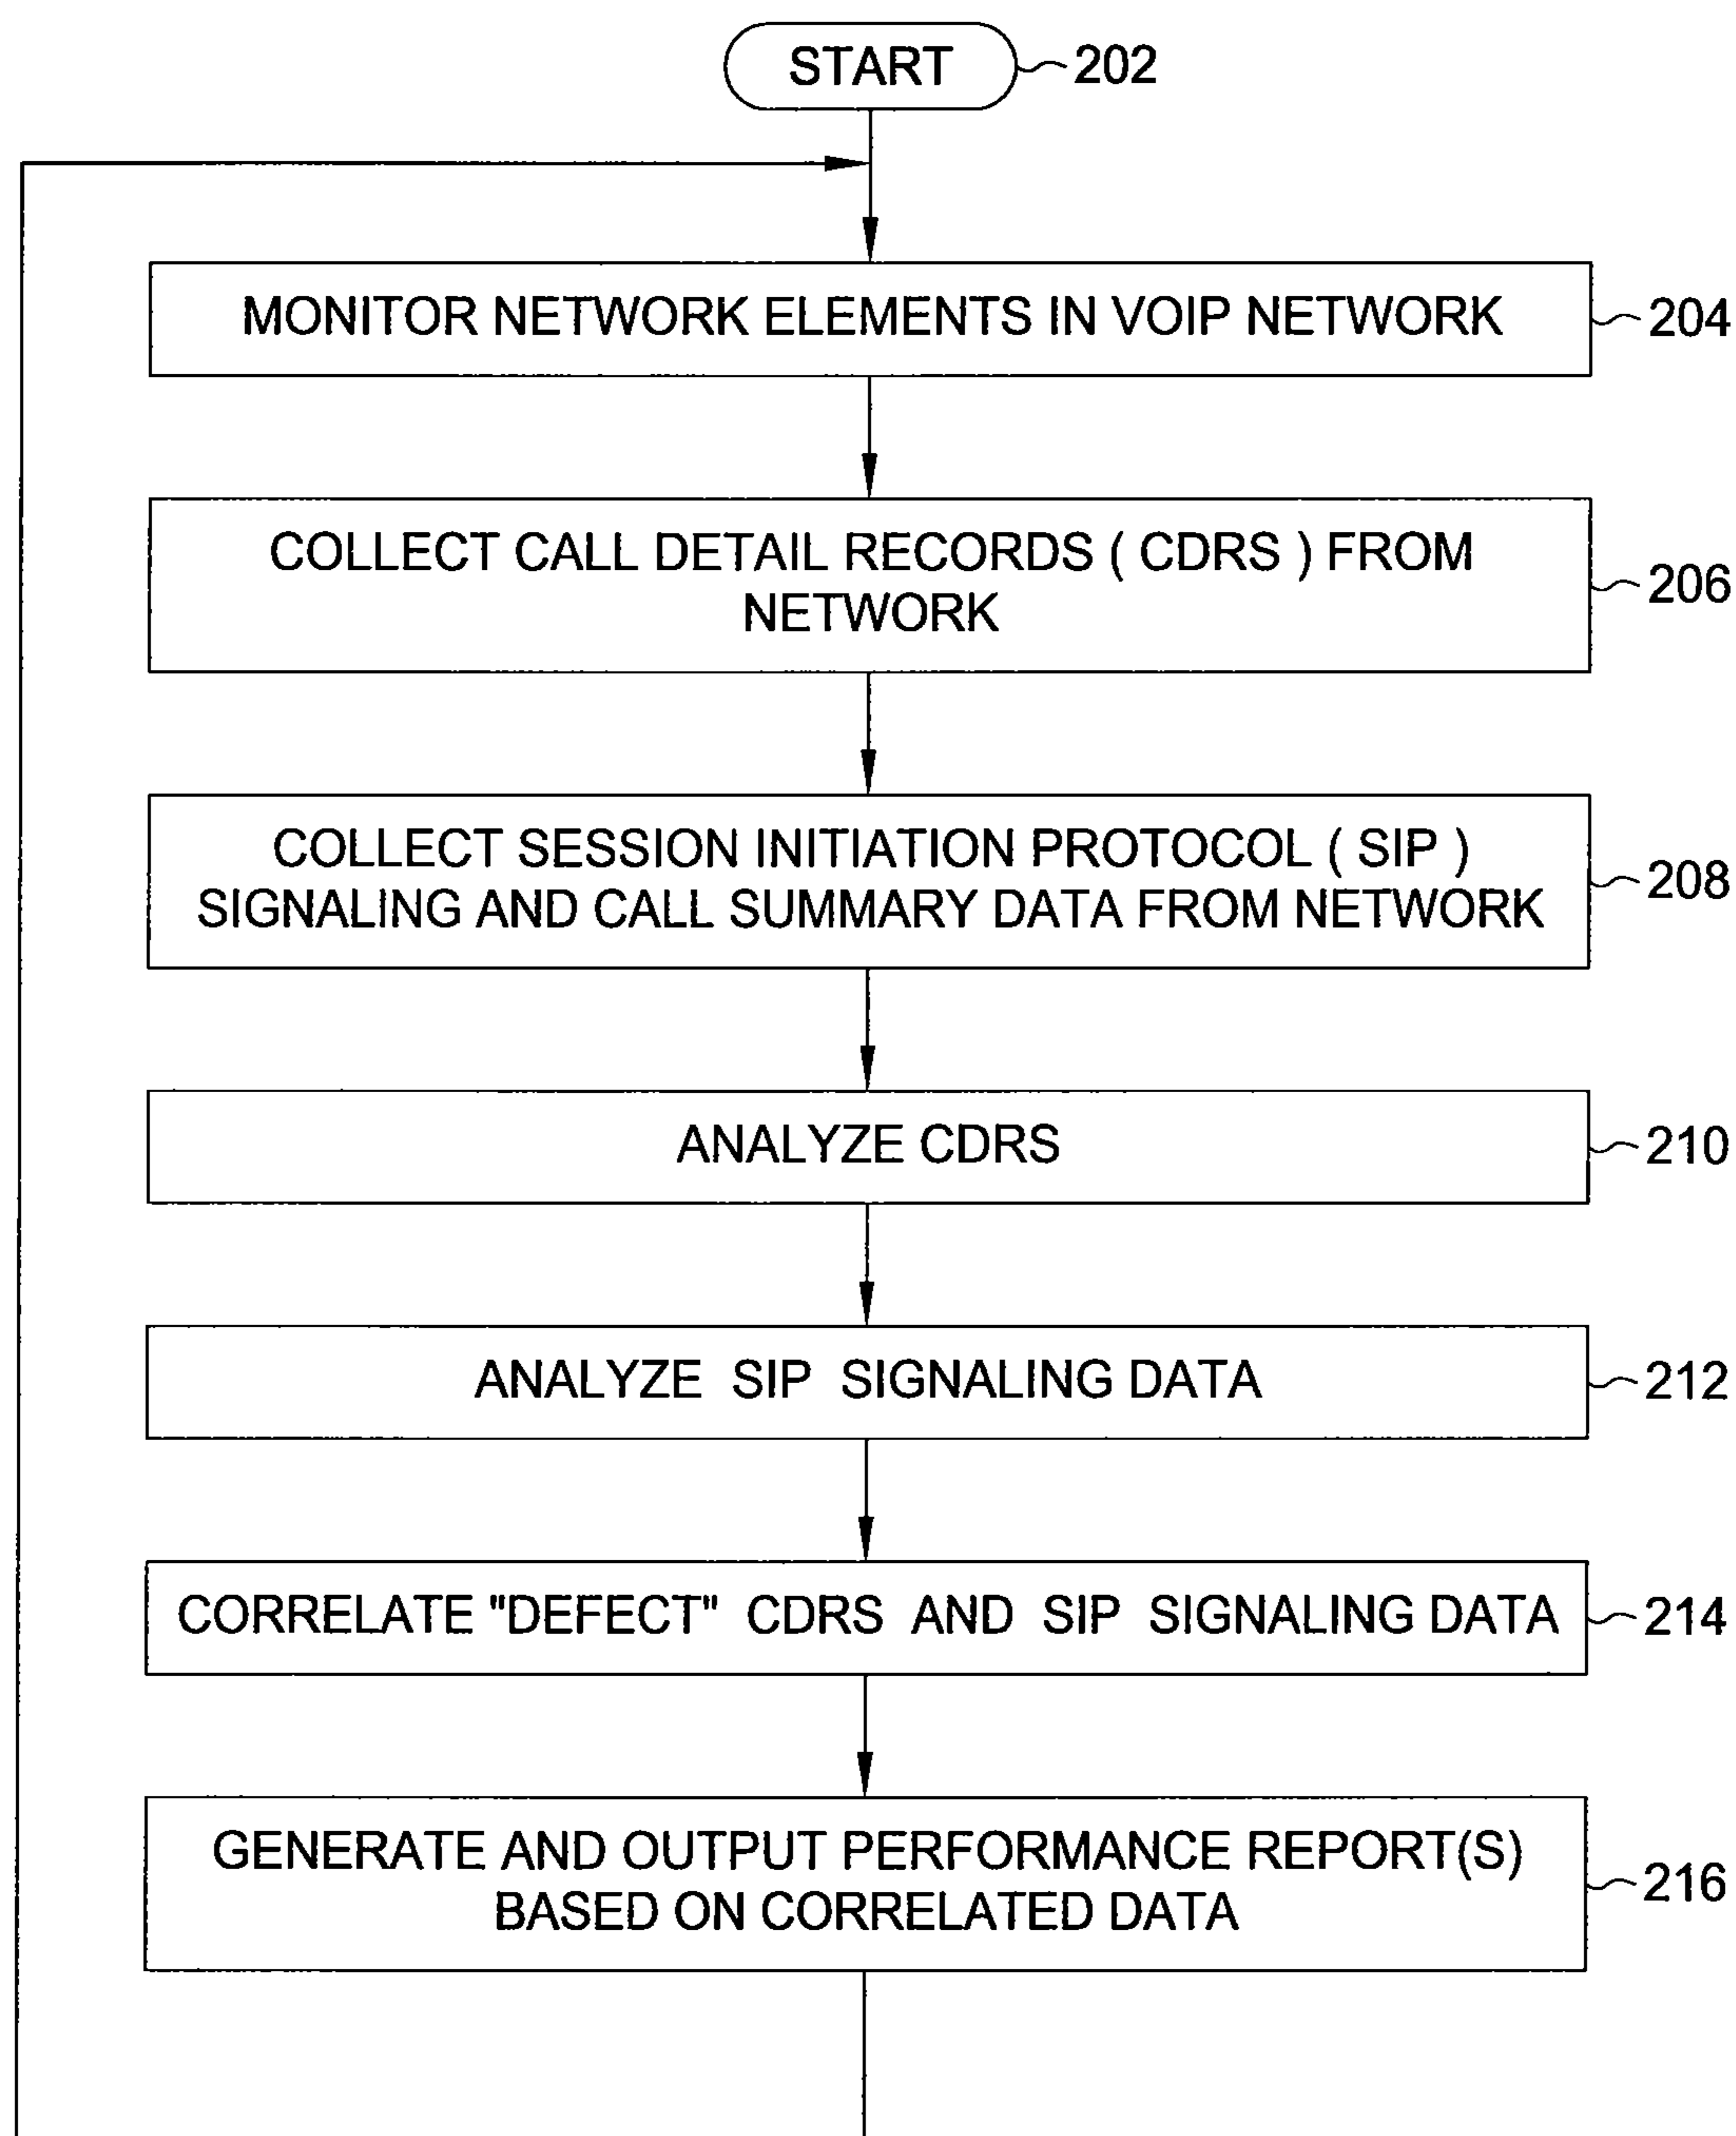 START
202
MONITOR NETWORK ELEMENTS IN VOIP NETWORK
204
COLLECT CALL DETAIL RECORDS ( CDRS ) FROM
NETWORK
206
COLLECT SESSION INITIATION PROTOCOL ( SIP )
SIGNALING AND CALL SUMMARY DATA FROM NETWORK
208
ANALYZE CDRS
210
ANALYZE SIP SIGNALING DATA
212
CORRELATE "DEFECT" CDRS AND SIP SIGNALING DATA
214
GENERATE AND OUTPUT PERFORMANCE REPORT(S)
BASED ON CORRELATED DATA
216